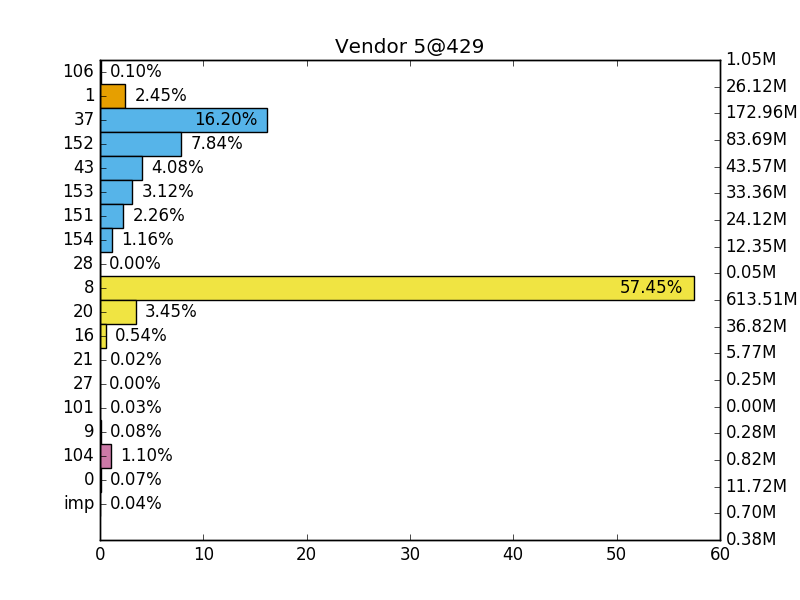 Vendor 5@429
106 0.10% 1.05M
1 2.45% 26.12M
37 16.20% 172.96M
152 7.84% 83.69M
43 4.08% 43.57M
153 3.12% 33.36M
151 2.26% 24.12M
154 1.16% 12.35M
28 0.00% 0.05M
8 57.45% 613.51M
20 3.45% 36.82M
16 0.54% 5.77M
21 0.02% 0.25M
27 0.00% 0.00M
101 0.03% 0.28M
9 0.08% 0.82M
104 1.10% 11.72M
0 0.07% 0.70M
imp 0.04% 0.38M
0 10 20 30 40 50 60